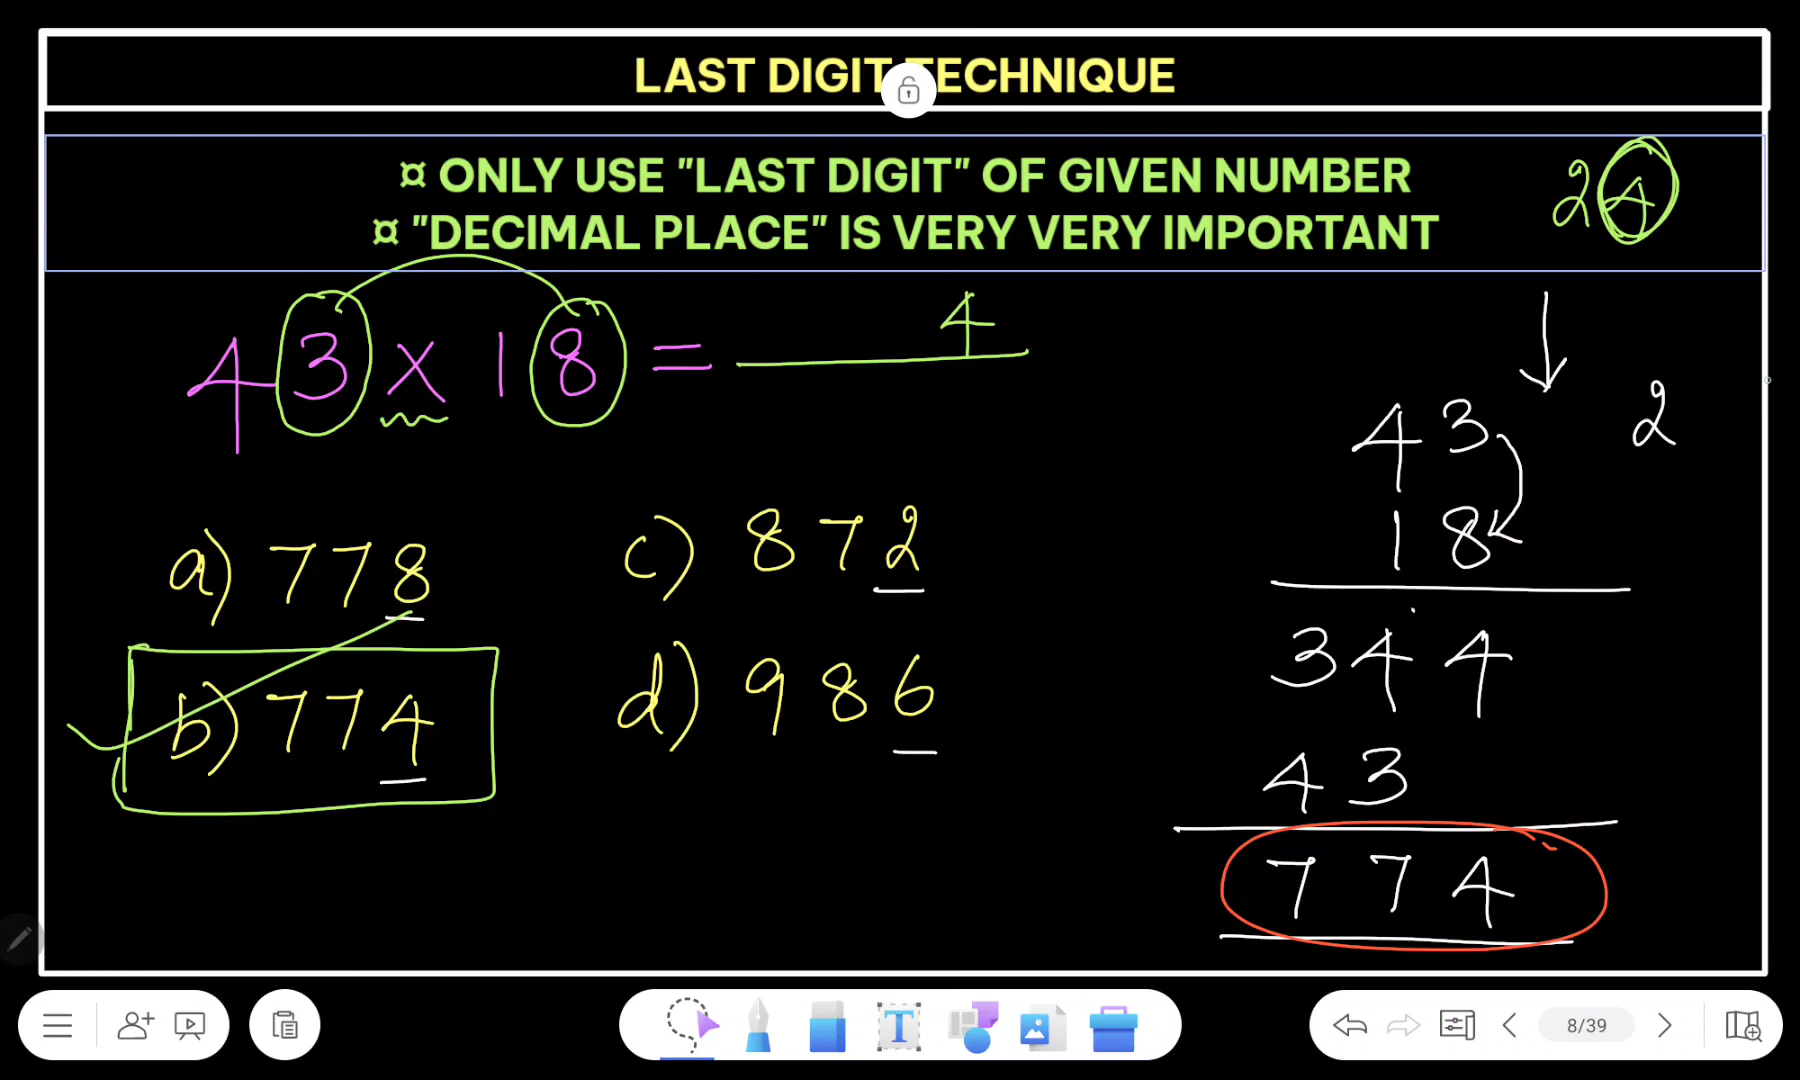 LAST DIGIT TECHNIQUE
¤ ONLY USE "LAST DIGIT" OF GIVEN NUMBER
¤ "DECIMAL PLACE" IS VERY VERY IMPORTANT
24
43 x 18 = 4
a) 778
b) 774
c) 872
d) 986
2
43
18
344
43
774
T
8/39